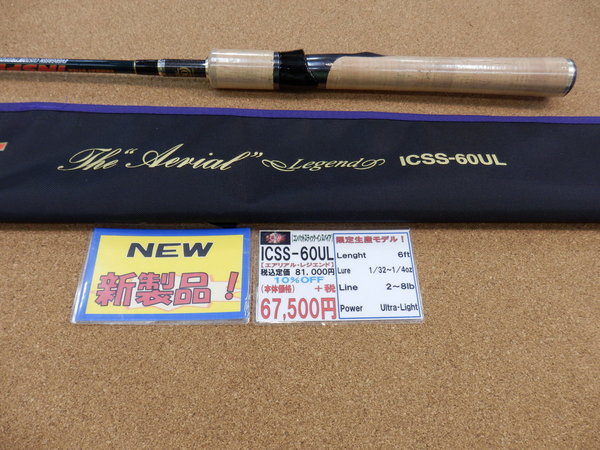 The "Aerial" Legend ICSS-60UL
NEW
新製品！
ICSS-60UL
[エアリアル・レジェンド]
税込定価 81,000円
10%OFF
(本体価格) +税
67,500円
限定生産モデル！
Lenght 6ft
Lure 1/32~1/4oz
Line 2~8lb
Power Ultra-Light